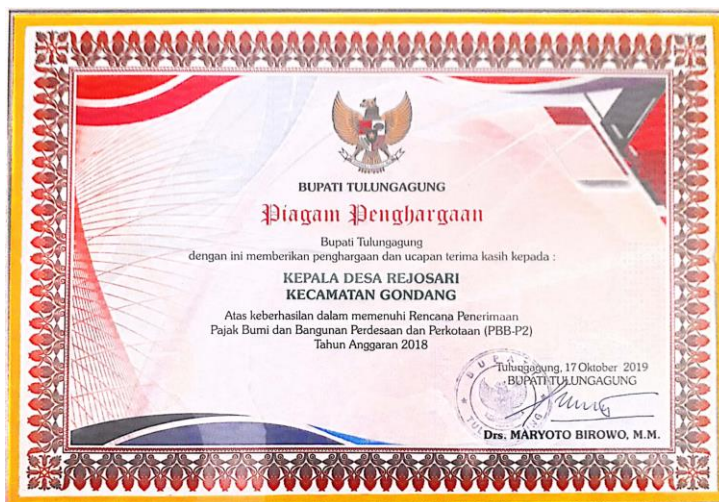 BUPATI TULUNGAGUNG
Piagam Penghargaan
Bupati Tulungagung
dengan ini memberikan penghargaan dan ucapan terima kasih kepada :
KEPALA DESA REJOSARI
KECAMATAN GONDANG
Atas keberhasilan dalam memenuhi Rencana Penerimaan
Pajak Bumi dan Bangunan Perdesaan dan Perkotaan (PBB-P2)
Tahun Anggaran 2018
Tulungagung, 17 Oktober 2019
BUPATI TULUNGAGUNG
BUPATI
Drs. MARYOTO BIROWO, M.M.